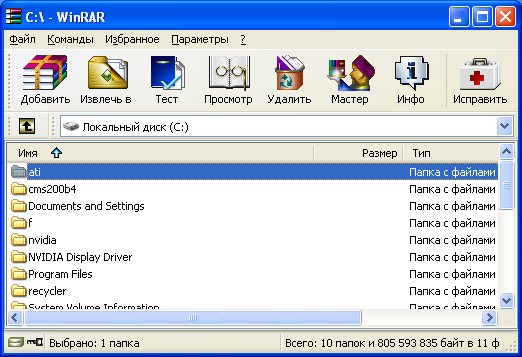 C:\ - WinRAR
Файл Команды Избранное Параметры ?
Добавить Извлечь в Тест Просмотр Удалить Мастер Инфо Исправить
Локальный диск (C:)
Имя Размер Тип
ati Папка с файлами
cms200b4 Папка с файлами
Documents and Settings Папка с файлами
f Папка с файлами
nvidia Папка с файлами
NVIDIA Display Driver Папка с файлами
Program Files Папка с файлами
recycler Папка с файлами
System Volume Information Папка с файлами
Выбрано: 1 папка Всего: 10 папок и 805 593 835 байт в 11 ф